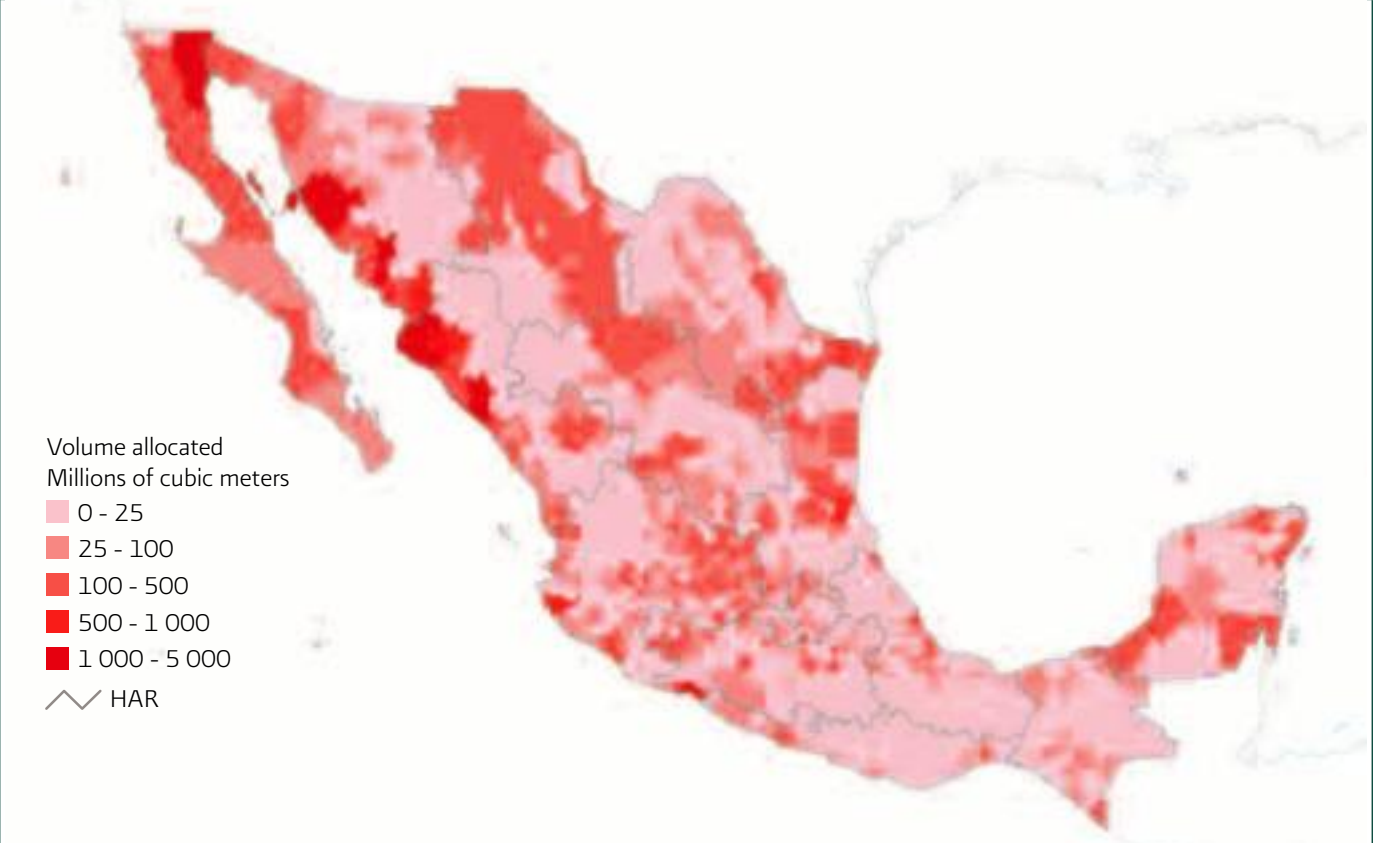 Volume allocated
Millions of cubic meters
0 - 25
25 - 100
100 - 500
500 - 1 000
1 000 - 5 000
HAR